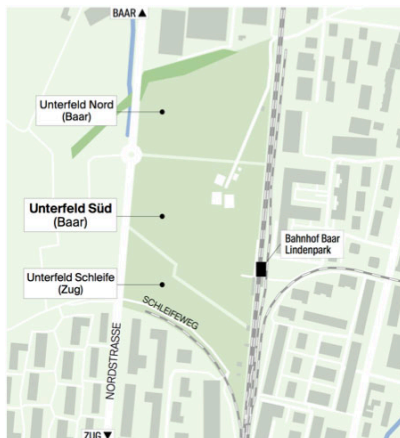 BAAR
Unterfeld Nord
(Baar)
Unterfeld Süd
(Baar)
Bahnhof Baar
Lindenpark
Unterfeld Schleife
(Zug)
SCHLEIFEWEG
NORDSTRASSE
ZUG